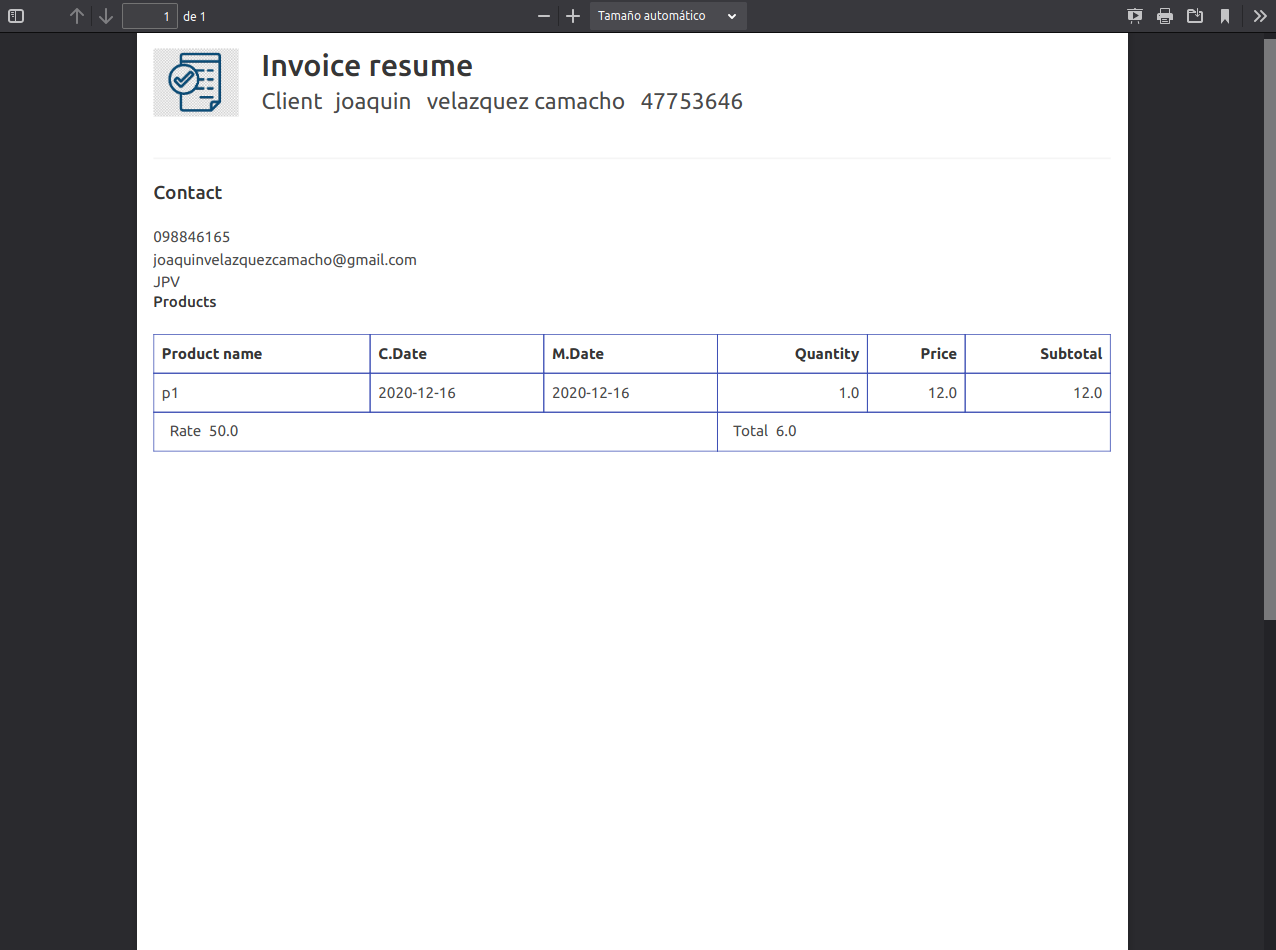 1 de 1 Tamaño automático
Invoice resume
Client joaquin velazquez camacho 47753646
Contact
098846165
joaquinvelazquezcamacho@gmail.com
JPV
Products
Product name C.Date M.Date Quantity Price Subtotal
p1 2020-12-16 2020-12-16 1.0 12.0 12.0
Rate 50.0 Total 6.0